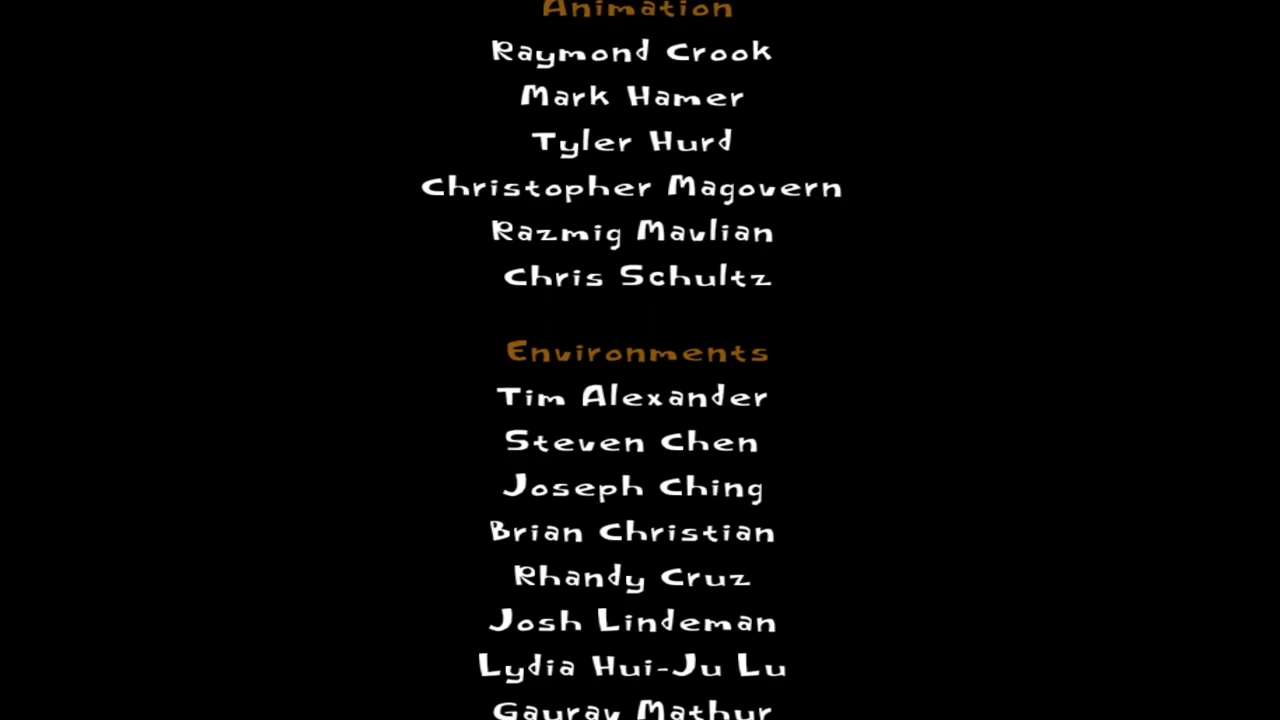 Animation
Raymond Crook
Mark Hamer
Tyler Hurd
Christopher Magovern
Razmig Mavlian
Chris Schultz
Environments
Tim Alexander
Steven Chen
Joseph Ching
Brian Christian
Rhandy Cruz
Josh Lindeman
Lydia Hui-Ju Lu
Gaurav Mathur